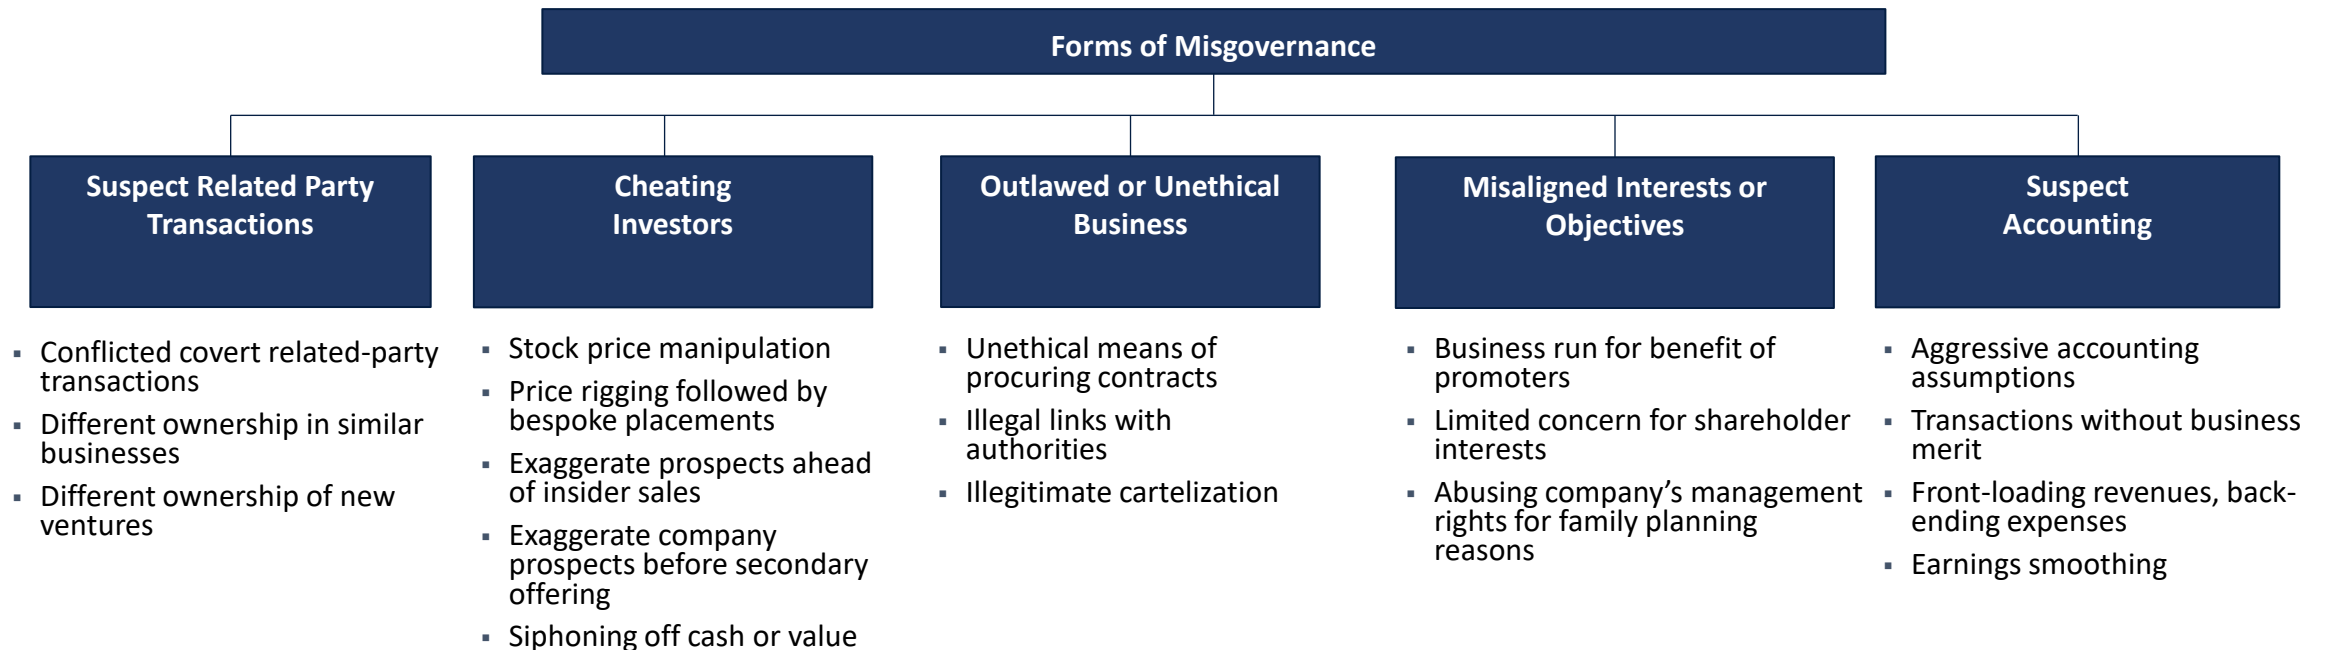 Forms of Misgovernance
Suspect Related Party
Transactions
Cheating
Investors
Outlawed or Unethical
Business
Misaligned Interests or
Objectives
Suspect
Accounting
▪ Conflicted covert related-party
transactions
▪ Different ownership in similar
businesses
▪ Different ownership of new
ventures
▪ Stock price manipulation
▪ Price rigging followed by
bespoke placements
▪ Exaggerate prospects ahead
of insider sales
▪ Exaggerate company
prospects before secondary
offering
▪ Siphoning off cash or value
▪ Unethical means of
procuring contracts
▪ Illegal links with
authorities
▪ Illegitimate cartelization
▪ Business run for benefit of
promoters
▪ Limited concern for shareholder
interests
▪ Abusing company’s management
rights for family planning
reasons
▪ Aggressive accounting
assumptions
▪ Transactions without business
merit
▪ Front-loading revenues, back-
ending expenses
▪ Earnings smoothing